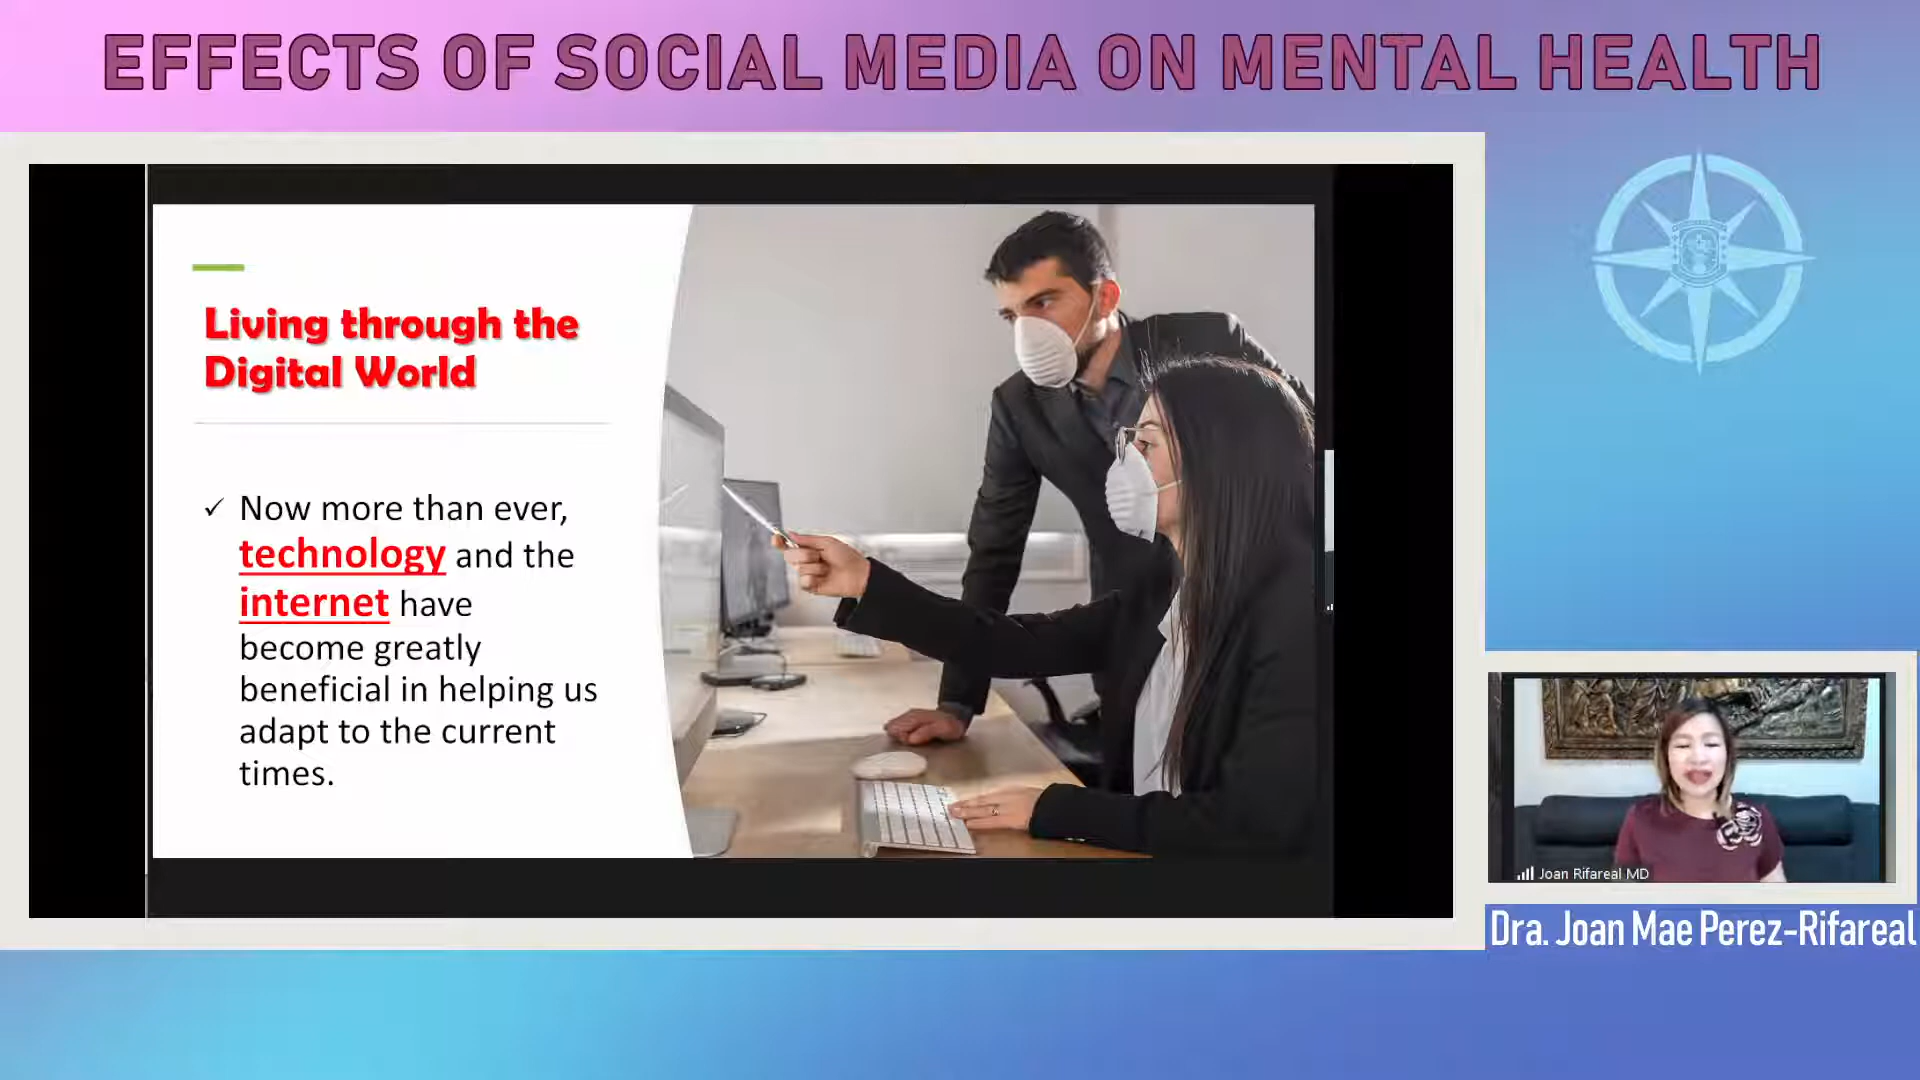 EFFECTS OF SOCIAL MEDIA ON MENTAL HEALTH
Living through the
Digital World
✓ Now more than ever,
technology and the
internet have
become greatly
beneficial in helping us
adapt to the current
times.
Joan Rifareal MD
Dra. Joan Mae Perez-Rifareal